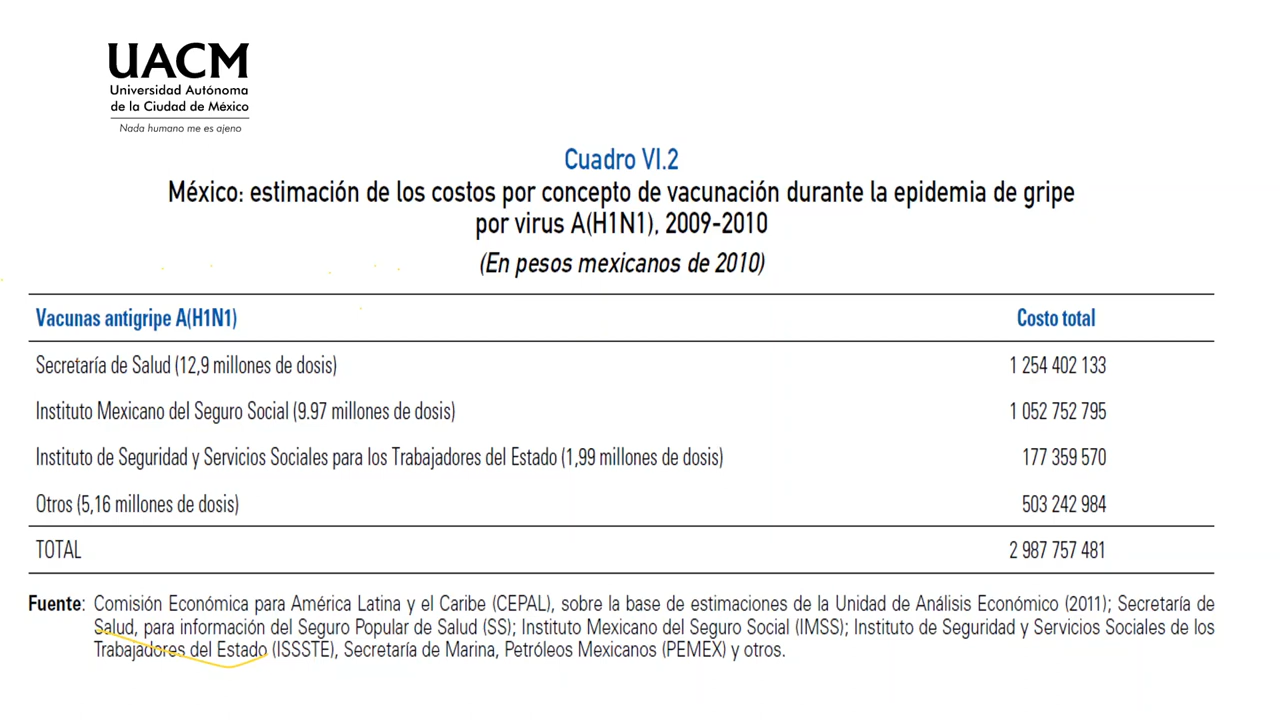 UACM
Universidad Autónoma
de la Ciudad de México
Nada humano me es ajeno
Cuadro VI.2
México: estimación de los costos por concepto de vacunación durante la epidemia de gripe
por virus A(H1N1), 2009-2010
(En pesos mexicanos de 2010)
Vacunas antigripe A(H1N1) Costo total
Secretaría de Salud (12,9 millones de dosis) 1 254 402 133
Instituto Mexicano del Seguro Social (9.97 millones de dosis) 1 052 752 795
Instituto de Seguridad y Servicios Sociales para los Trabajadores del Estado (1,99 millones de dosis) 177 359 570
Otros (5,16 millones de dosis) 503 242 984
TOTAL 2 987 757 481
Fuente: Comisión Económica para América Latina y el Caribe (CEPAL), sobre la base de estimaciones de la Unidad de Análisis Económico (2011); Secretaría de
Salud, para información del Seguro Popular de Salud (SS); Instituto Mexicano del Seguro Social (IMSS); Instituto de Seguridad y Servicios Sociales de los
Trabajadores del Estado (ISSSTE), Secretaría de Marina, Petróleos Mexicanos (PEMEX) y otros.